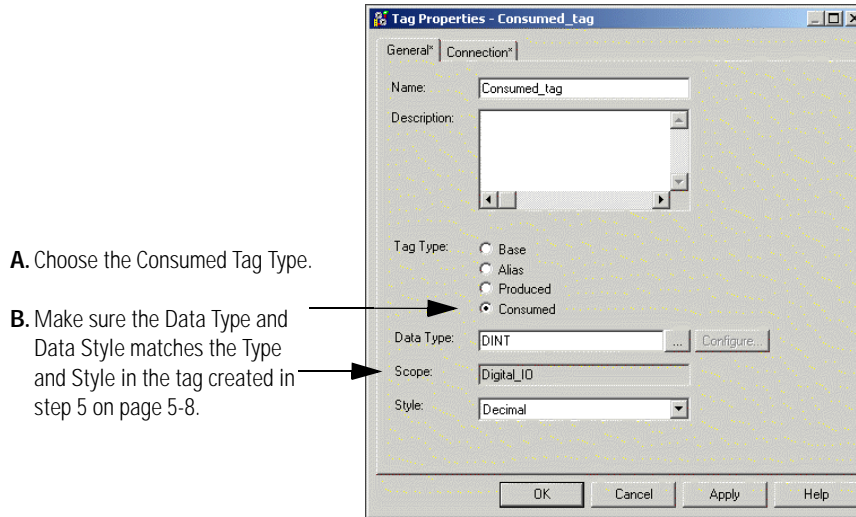 Tag Properties - Consumed_tag
General* Connection*
Name: Consumed_tag
Description:
A. Choose the Consumed Tag Type.
B. Make sure the Data Type and
Data Style matches the Type
and Style in the tag created in
step 5 on page 5-8.
Tag Type: Base
Alias
Produced
Consumed
Data Type: DINT ... Configure...
Scope: Digital_IO
Style: Decimal
OK Cancel Apply Help